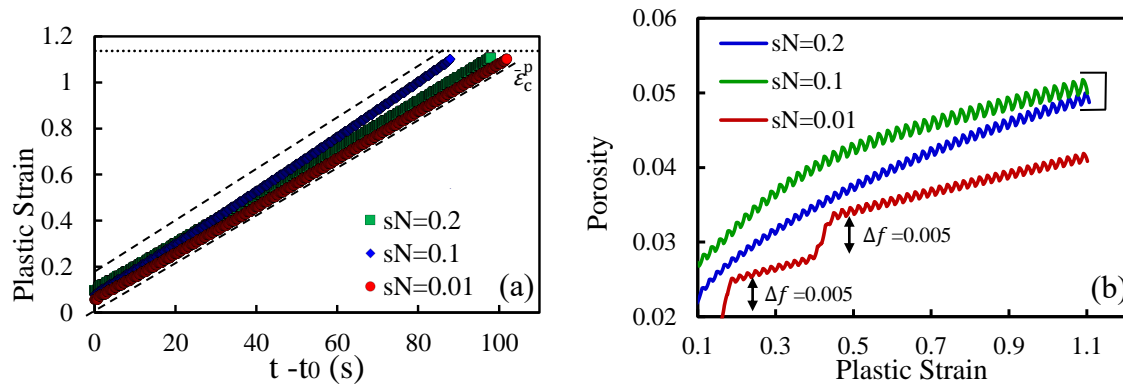 1.2
1
0.8
0.6
0.4
0.2
0
Plastic Strain
ε̄ᵖ_c
sN=0.2
sN=0.1
sN=0.01
(a)
0 20 40 60 80 100
t -t0 (s)
0.06
0.05
0.04
0.03
0.02
Porosity
sN=0.2
sN=0.1
sN=0.01
Δf =0.005
Δf =0.005
(b)
0.1 0.3 0.5 0.7 0.9 1.1
Plastic Strain